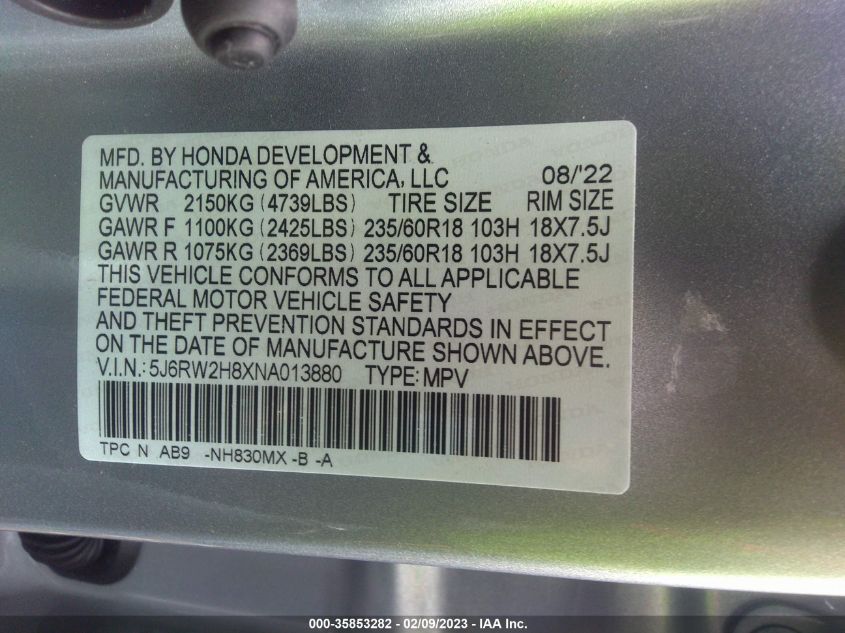 MFD. BY HONDA DEVELOPMENT &
MANUFACTURING OF AMERICA, LLC 08/'22
GVWR 2150KG (4739LBS) TIRE SIZE RIM SIZE
GAWR F 1100KG (2425LBS) 235/60R18 103H 18X7.5J
GAWR R 1075KG (2369LBS) 235/60R18 103H 18X7.5J
THIS VEHICLE CONFORMS TO ALL APPLICABLE
FEDERAL MOTOR VEHICLE SAFETY
AND THEFT PREVENTION STANDARDS IN EFFECT
ON THE DATE OF MANUFACTURE SHOWN ABOVE.
V.I.N.: 5J6RW2H8XNA013880 TYPE: MPV
TPC N AB9 -NH830MX -B -A
000-35853282 - 02/09/2023 - IAA Inc.